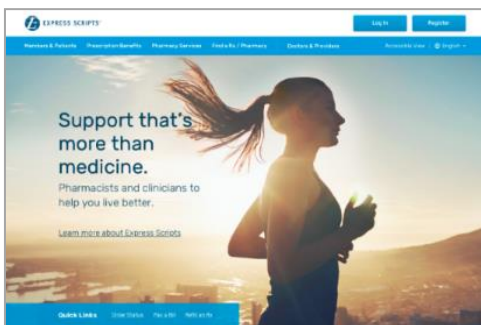 EXPRESS SCRIPTS
Log In Register
Members & Patients Prescription Benefits Pharmacy Services Find a Rx / Pharmacy Doctors & Providers Accessible View English
Support that's
more than
medicine.
Pharmacists and clinicians to
help you live better.
Learn more about Express Scripts
Quick Links Order Status Pay a Bill Refill an Rx